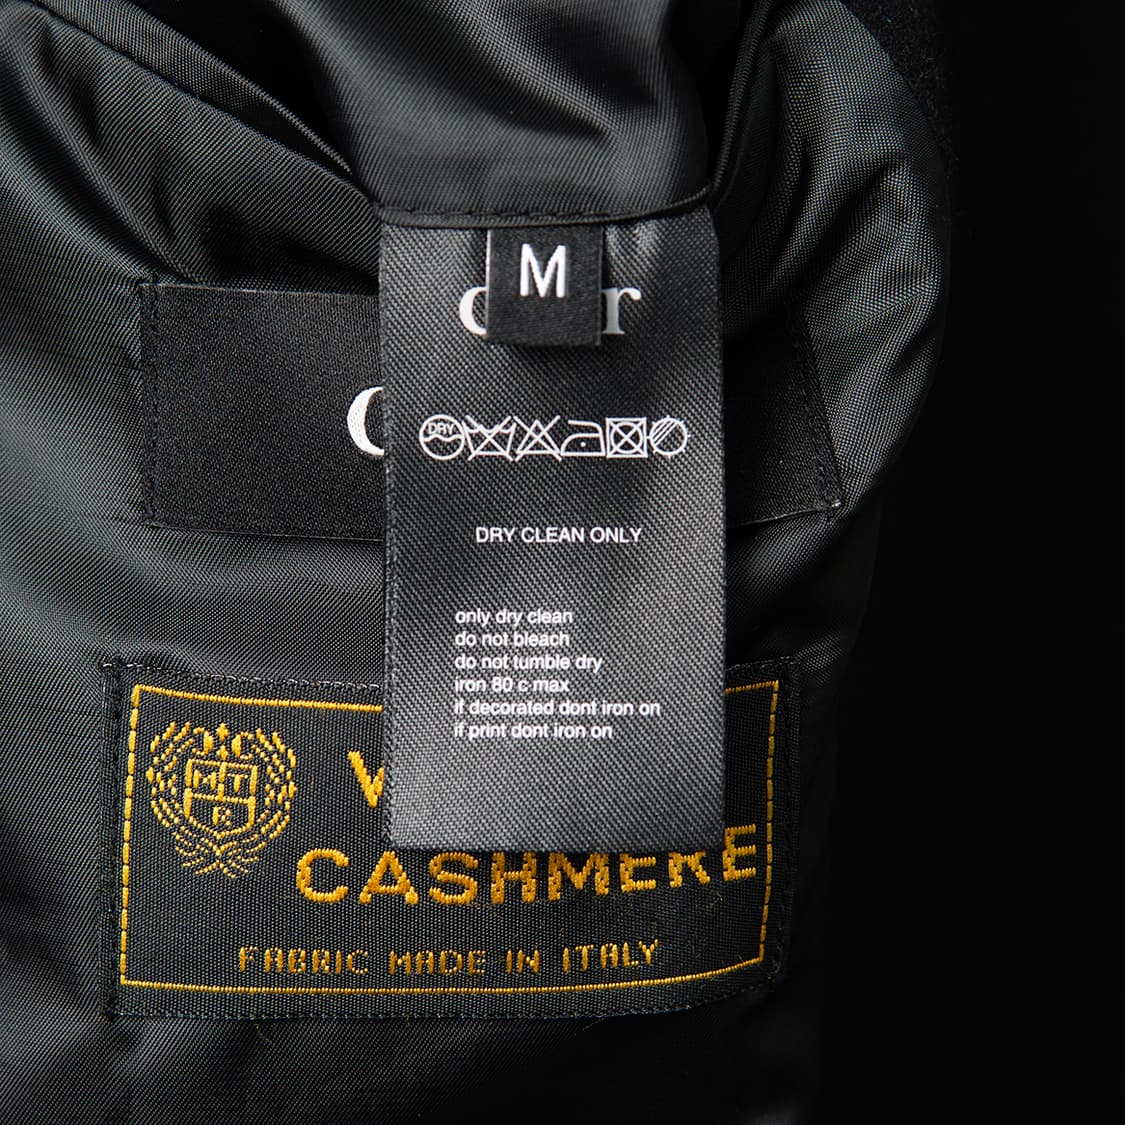 M
DRY
DRY CLEAN ONLY
only dry clean
do not bleach
do not tumble dry
iron 80 c max
if decorated dont iron on
if print dont iron on
M T
R
CASHMERE
FABRIC MADE IN ITALY